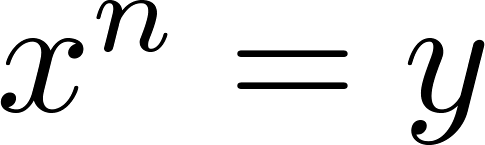 xⁿ = y